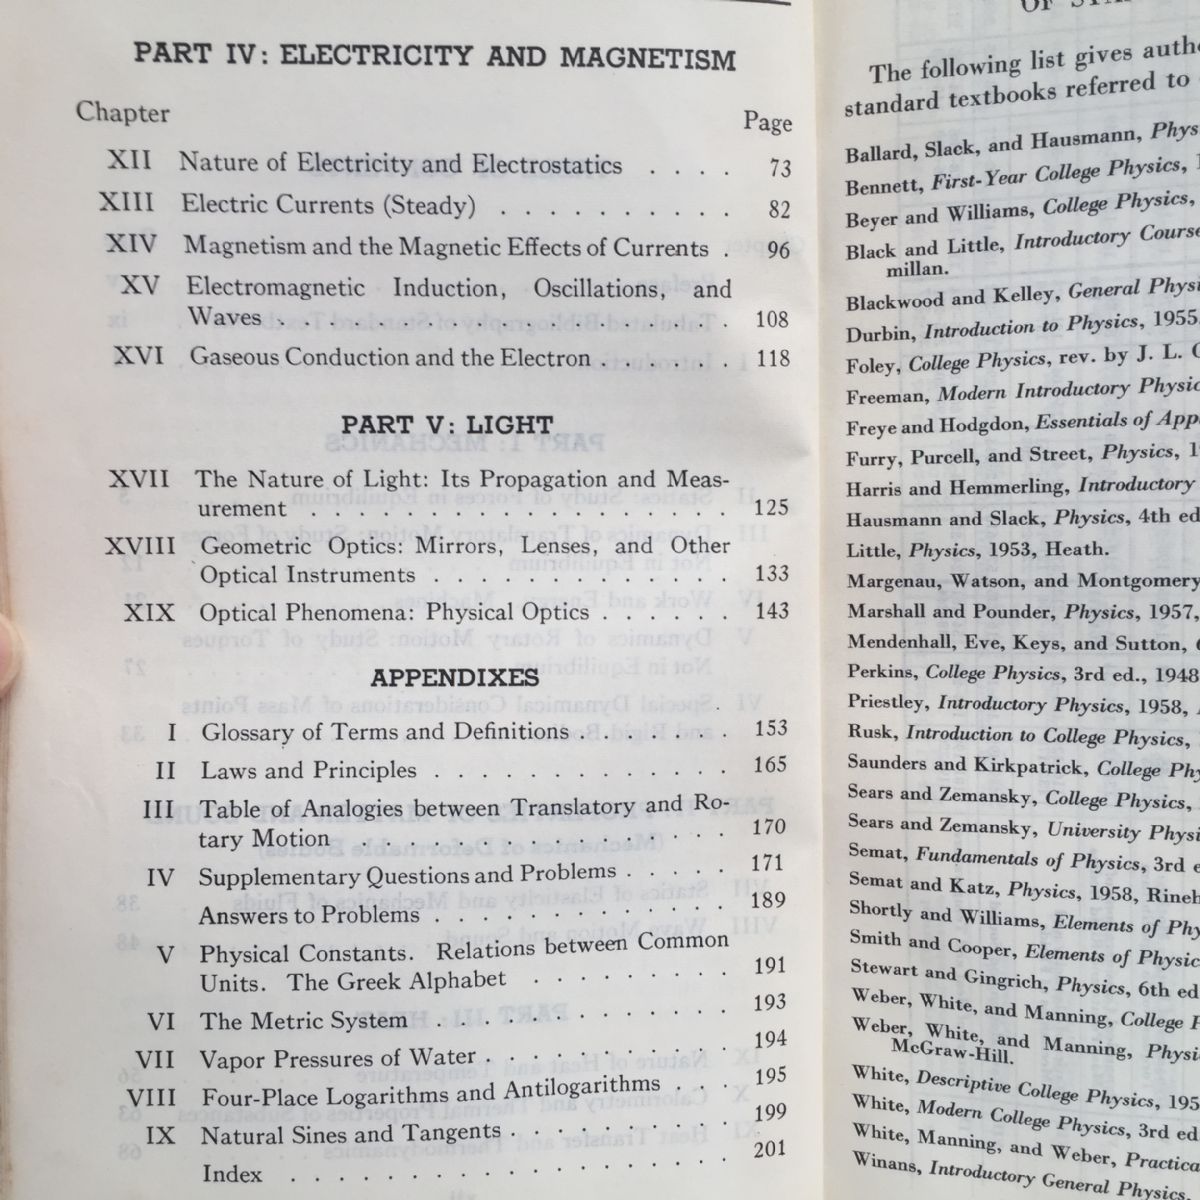 PART IV: ELECTRICITY AND MAGNETISM
Chapter Page
XII Nature of Electricity and Electrostatics . . . . 73
XIII Electric Currents (Steady) . . . . . . . . . . 82
XIV Magnetism and the Magnetic Effects of Currents . 96
XV Electromagnetic Induction, Oscillations, and
Waves . . . . . . . . . . . . . . . . . 108
XVI Gaseous Conduction and the Electron . . . . . . 118
PART V: LIGHT
XVII The Nature of Light: Its Propagation and Meas-
urement . . . . . . . . . . . . . . . . 125
XVIII Geometric Optics: Mirrors, Lenses, and Other
Optical Instruments . . . . . . . . . . . . 133
XIX Optical Phenomena: Physical Optics . . . . . . 143
APPENDIXES
I Glossary of Terms and Definitions . . . . . . . 153
II Laws and Principles . . . . . . . . . . . . 165
III Table of Analogies between Translatory and Ro-
tary Motion . . . . . . . . . . . . . . 170
IV Supplementary Questions and Problems . . . . . 171
Answers to Problems . . . . . . . . . . . . 189
V Physical Constants. Relations between Common
Units. The Greek Alphabet . . . . . . . . 191
VI The Metric System . . . . . . . . . . . . 193
VII Vapor Pressures of Water . . . . . . . . . . 194
VIII Four-Place Logarithms and Antilogarithms . . . 195
IX Natural Sines and Tangents . . . . . . . . . 199
Index . . . . . . . . . . . . . . . . . 201
OF
The following list gives
standard textbooks referred to
Ballard, Slack, and Hausmann,
Bennett, First-Year College Physics,
Beyer and Williams, College Physics,
Black and Little, Introductory
millan.
Blackwood and Kelley, General
Durbin, Introduction to Physics, 1955,
Foley, College Physics, rev. by J. L.
Freeman, Modern Introductory
Freye and Hodgdon, Essentials of
Furry, Purcell, and Street, Physics,
Harris and Hemmerling, Introductory
Hausmann and Slack, Physics, 4th ed
Little, Physics, 1953, Heath.
Margenau, Watson, and Montgomery
Marshall and Pounder, Physics, 1957,
Mendenhall, Eve, Keys, and Sutton,
Perkins, College Physics, 3rd ed., 1948
Priestley, Introductory Physics, 1958,
Rusk, Introduction to College Physics,
Saunders and Kirkpatrick, College
Sears and Zemansky, College Physics,
Sears and Zemansky, University
Semat, Fundamentals of Physics, 3rd
Semat and Katz, Physics, 1958,
Shortly and Williams, Elements of
Smith and Cooper, Elements of
Stewart and Gingrich, Physics, 6th ed
Weber, White, and Manning, College
Weber, White, and Manning,
McGraw-Hill.
White, Descriptive College Physics,
White, Modern College Physics, 3rd ed
White, Manning, and Weber,
Winans, Introductory General Physics,